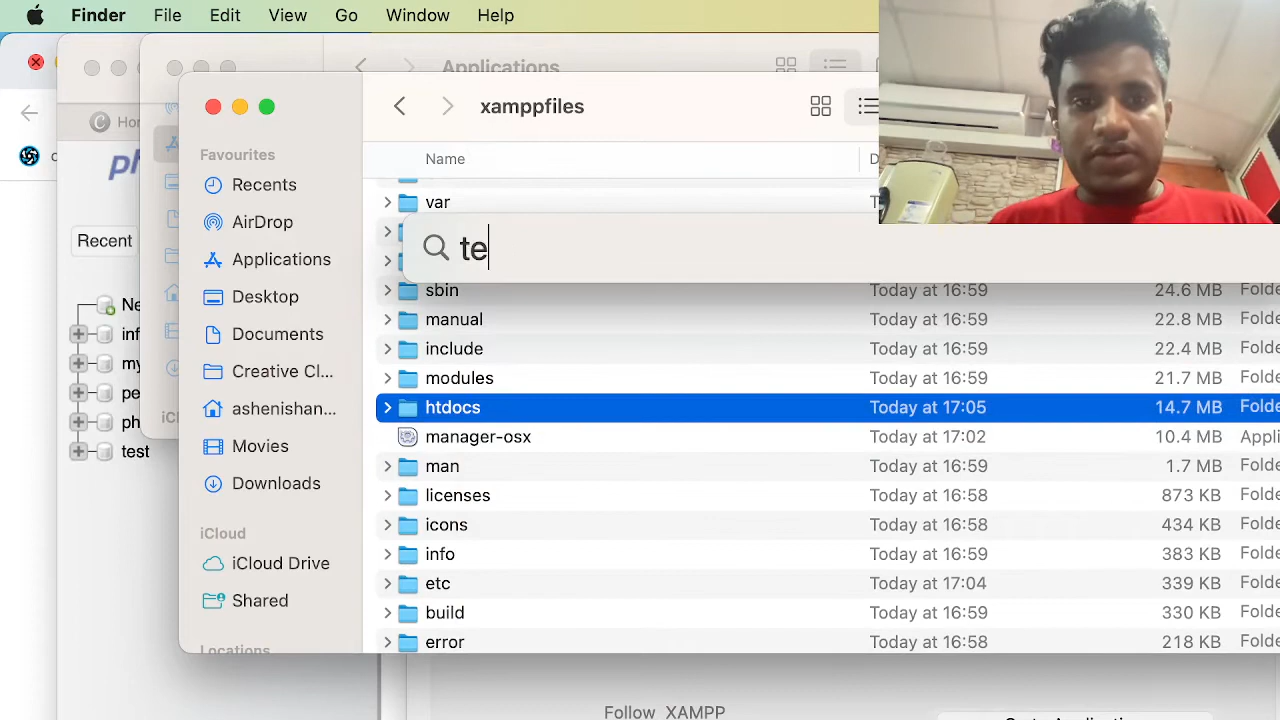 Finder File Edit View Go Window Help
Applications
xamppfiles
Favourites
Name
Recents
var
AirDrop
te
Recent
Applications
Desktop
sbin Today at 16:59 24.6 MB
manual Today at 16:59 22.8 MB
Documents
include Today at 16:59 22.4 MB
Creative Cl...
modules Today at 16:59 21.7 MB
htdocs Today at 17:05 14.7 MB
ashenishan...
manager-osx Today at 17:02 10.4 MB
Movies
test
man Today at 16:59 1.7 MB
Downloads
licenses Today at 16:58 873 KB
icons Today at 16:58 434 KB
iCloud
info Today at 16:59 383 KB
iCloud Drive
etc Today at 17:04 339 KB
Shared
build Today at 16:59 330 KB
error Today at 16:58 218 KB
Locations
Follow XAMPP